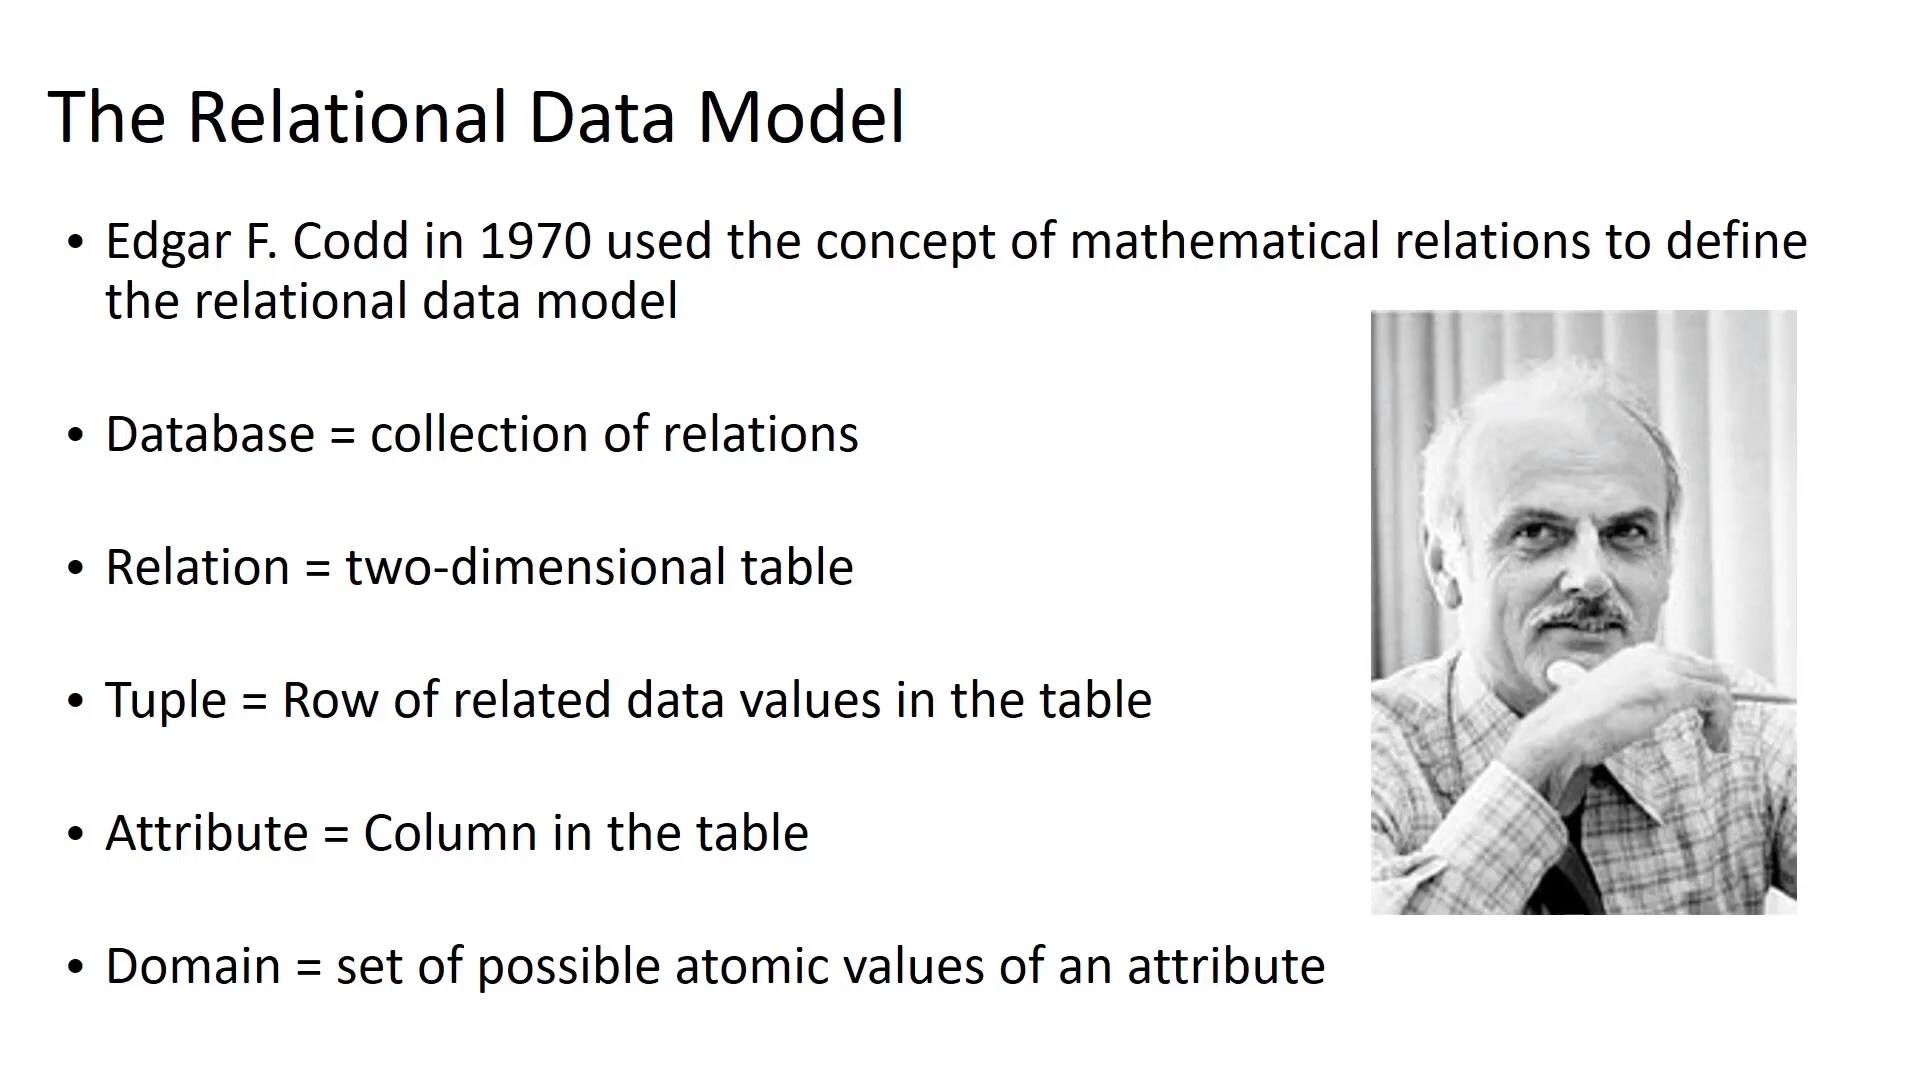 The Relational Data Model
• Edgar F. Codd in 1970 used the concept of mathematical relations to define
the relational data model
• Database = collection of relations
• Relation = two-dimensional table
• Tuple = Row of related data values in the table
• Attribute = Column in the table
• Domain = set of possible atomic values of an attribute